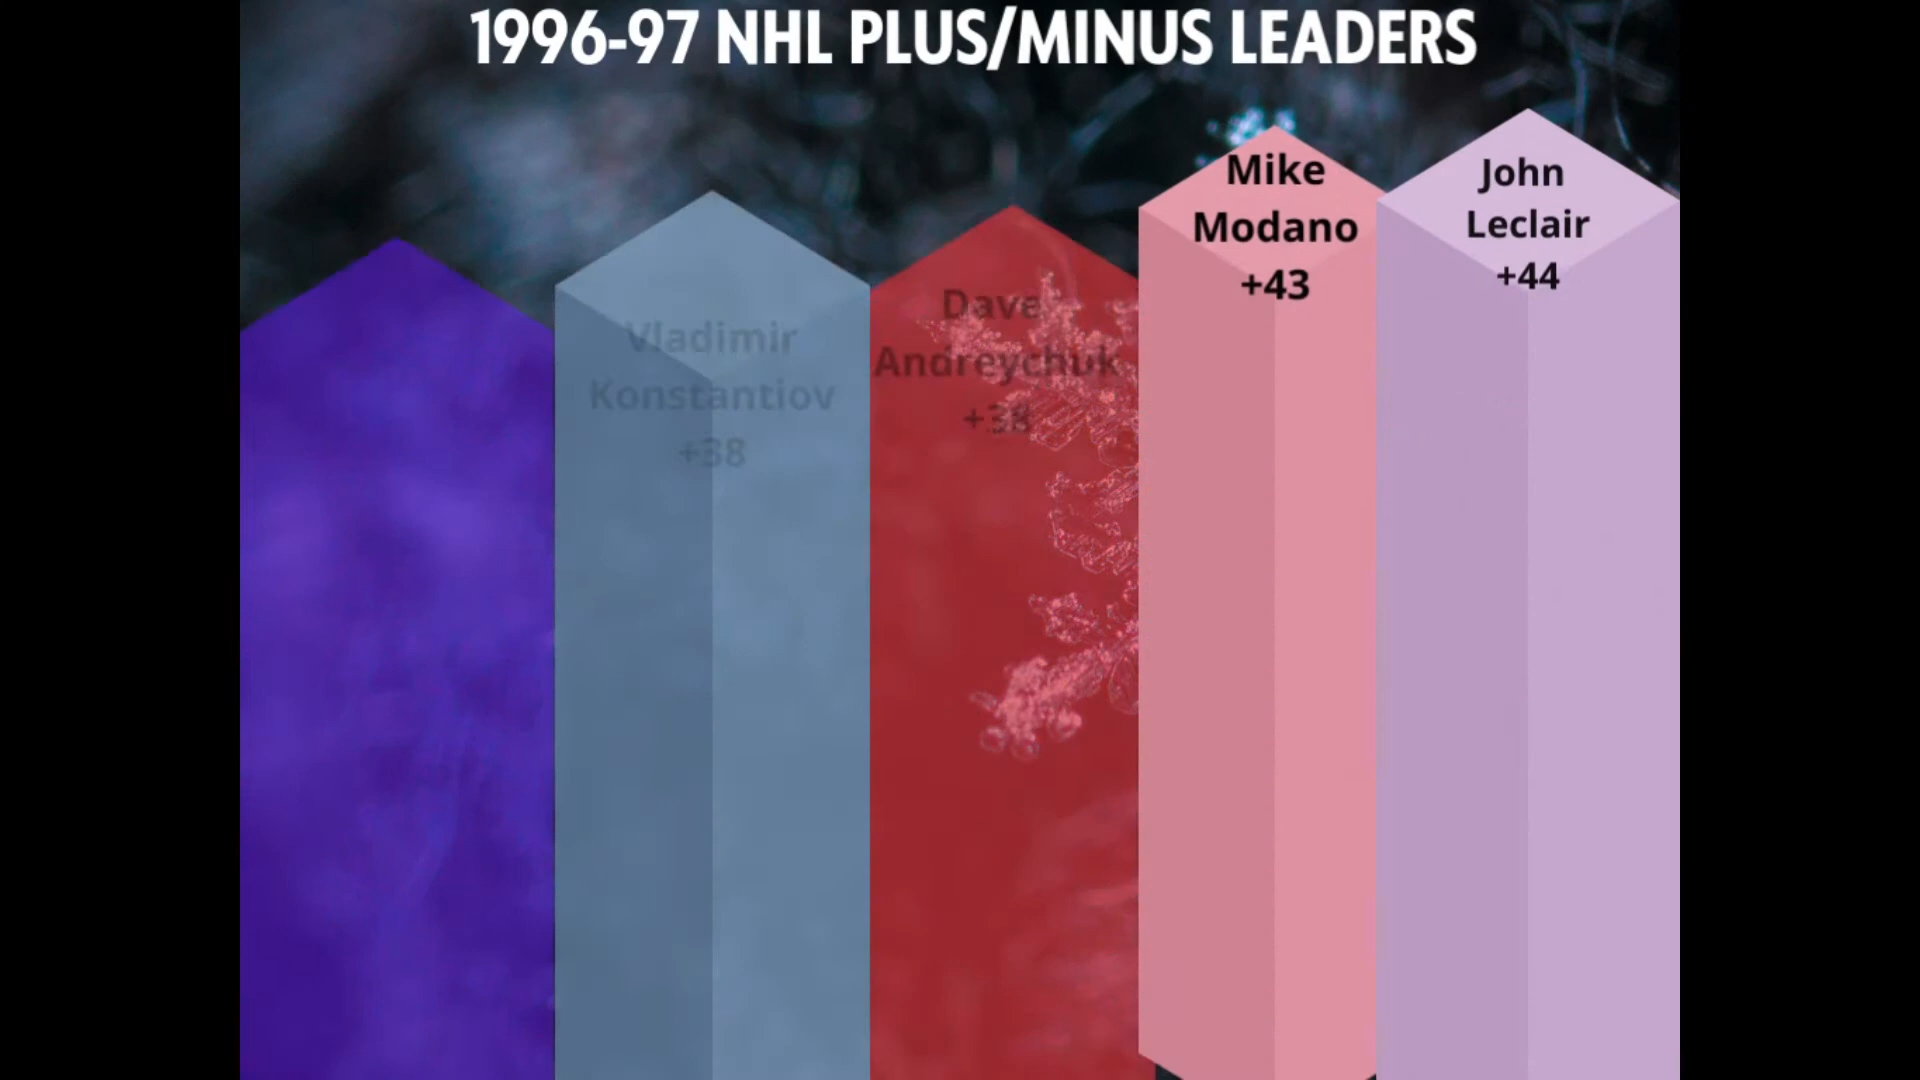 1996-97 NHL PLUS/MINUS LEADERS
Vladimir
Konstantiov
+38
Dave
Andreychuk
+38
Mike
Modano
+43
John
Leclair
+44